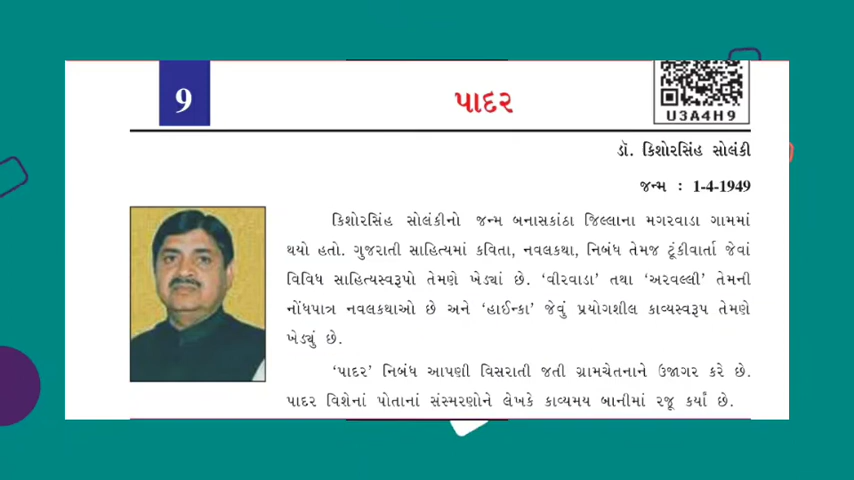 9
પાદર
U3A4H9
ડૉ. કિશોરસિંહ સોલંકી
જન્મ : 1-4-1949
કિશોરસિંહ સોલંકીનો જન્મ બનાસકાંઠા જિલ્લાના મગરવાડા ગામમાં
થયો હતો. ગુજરાતી સાહિત્યમાં કવિતા, નવલકથા, નિબંધ તેમજ ટૂંકીવાર્તા જેવાં
વિવિધ સાહિત્યસ્વરૂપો તેમણે ખેડ્યાં છે. ‘વીરવાડા’ તથા ‘અરવલ્લી’ તેમની
નોંધપાત્ર નવલકથાઓ છે અને ‘હાઈન્કા’ જેવું પ્રયોગશીલ કાવ્યસ્વરૂપ તેમણે
ખેડ્યું છે.
‘પાદર’ નિબંધ આપણી વિસરાતી જતી ગ્રામચેતનાને ઉજાગર કરે છે.
પાદર વિશેનાં પોતાનાં સંસ્મરણોને લેખકે કાવ્યમય બાનીમાં રજૂ કર્યાં છે.